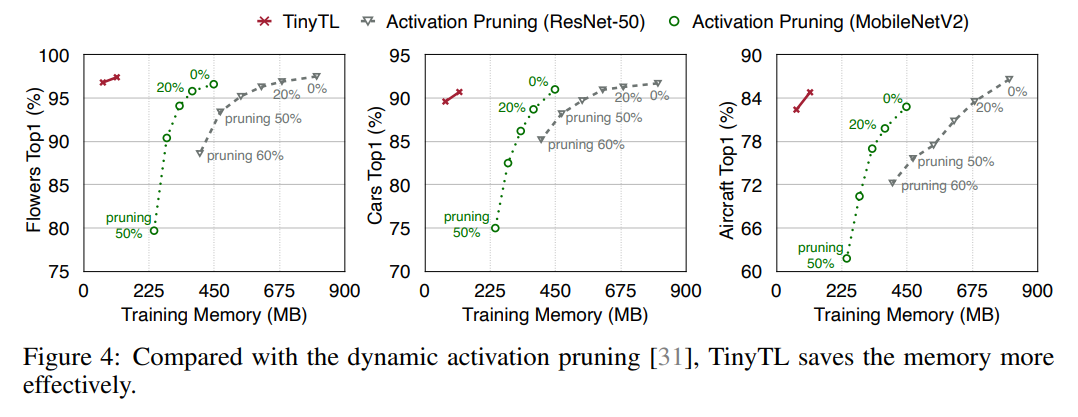 TinyTL Activation Pruning (ResNet-50) Activation Pruning (MobileNetV2)
Flowers Top1 (%)
100
95
90
85
80
75
0%
20%
20%
0%
pruning 50%
pruning 60%
pruning
50%
0 225 450 675 900
Training Memory (MB)
Cars Top1 (%)
95
90
85
80
75
70
0%
20%
20%
0%
pruning 50%
pruning 60%
pruning
50%
0 225 450 675 900
Training Memory (MB)
Aircraft Top1 (%)
90
84
78
72
66
60
0%
20%
0%
20%
pruning 50%
pruning 60%
pruning
50%
0 225 450 675 900
Training Memory (MB)
Figure 4: Compared with the dynamic activation pruning [31], TinyTL saves the memory more
effectively.